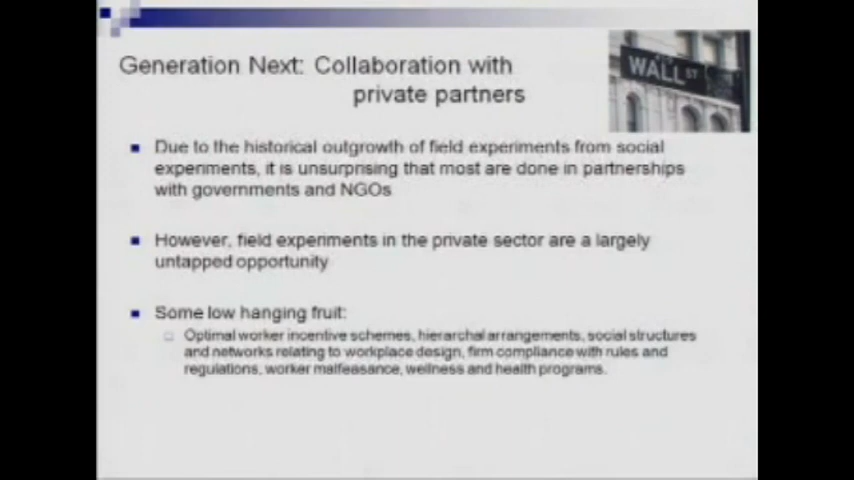 Generation Next: Collaboration with
private partners
WALL ST
Due to the historical outgrowth of field experiments from social
experiments, it is unsurprising that most are done in partnerships
with governments and NGOs
However, field experiments in the private sector are a largely
untapped opportunity
Some low hanging fruit:
Optimal worker incentive schemes, hierarchal arrangements, social structures
and networks relating to workplace design, firm compliance with rules and
regulations, worker malfeasance, wellness and health programs.